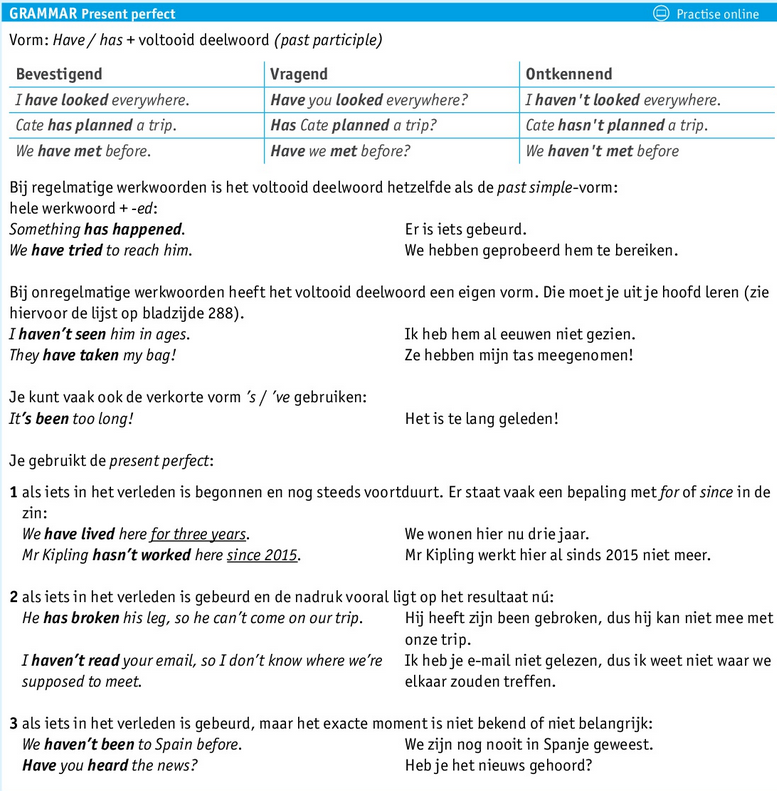 GRAMMAR Present perfect Practise online
Vorm: Have / has + voltooid deelwoord (past participle)
Bevestigend Vragend Ontkennend
I have looked everywhere. Have you looked everywhere? I haven't looked everywhere.
Cate has planned a trip. Has Cate planned a trip? Cate hasn't planned a trip.
We have met before. Have we met before? We haven't met before
Bij regelmatige werkwoorden is het voltooid deelwoord hetzelfde als de past simple-vorm:
hele werkwoord + -ed:
Something has happened. Er is iets gebeurd.
We have tried to reach him. We hebben geprobeerd hem te bereiken.
Bij onregelmatige werkwoorden heeft het voltooid deelwoord een eigen vorm. Die moet je uit je hoofd leren (zie
hiervoor de lijst op bladzijde 288).
I haven't seen him in ages. Ik heb hem al eeuwen niet gezien.
They have taken my bag! Ze hebben mijn tas meegenomen!
Je kunt vaak ook de verkorte vorm 's / 've gebruiken:
It's been too long! Het is te lang geleden!
Je gebruikt de present perfect:
1 als iets in het verleden is begonnen en nog steeds voortduurt. Er staat vaak een bepaling met for of since in de
zin:
We have lived here for three years. We wonen hier nu drie jaar.
Mr Kipling hasn't worked here since 2015. Mr Kipling werkt hier al sinds 2015 niet meer.
2 als iets in het verleden is gebeurd en de nadruk vooral ligt op het resultaat nú:
He has broken his leg, so he can't come on our trip. Hij heeft zijn been gebroken, dus hij kan niet mee met
onze trip.
I haven't read your email, so I don't know where we're Ik heb je e-mail niet gelezen, dus ik weet niet waar we
supposed to meet. elkaar zouden treffen.
3 als iets in het verleden is gebeurd, maar het exacte moment is niet bekend of niet belangrijk:
We haven't been to Spain before. We zijn nog nooit in Spanje geweest.
Have you heard the news? Heb je het nieuws gehoord?